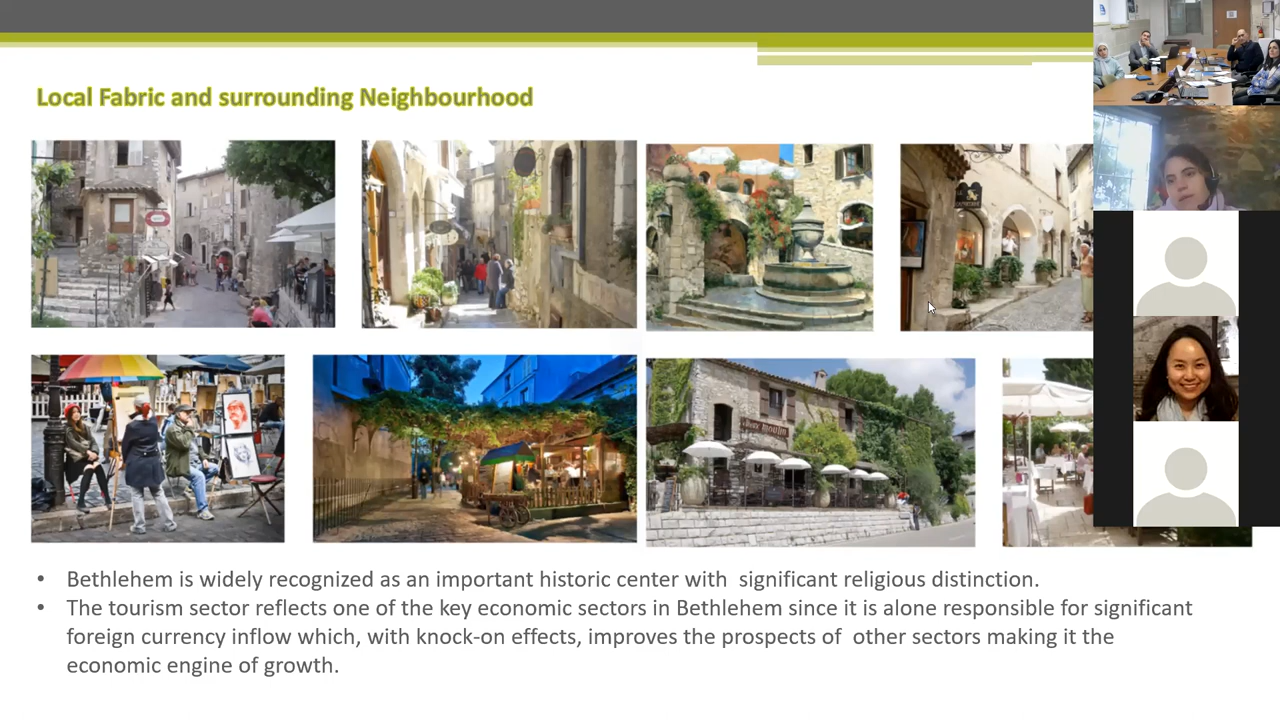 Local Fabric and surrounding Neighbourhood
• Bethlehem is widely recognized as an important historic center with  significant religious distinction.
• The tourism sector reflects one of the key economic sectors in Bethlehem since it is alone responsible for significant
foreign currency inflow which, with knock-on effects, improves the prospects of  other sectors making it the
economic engine of growth.